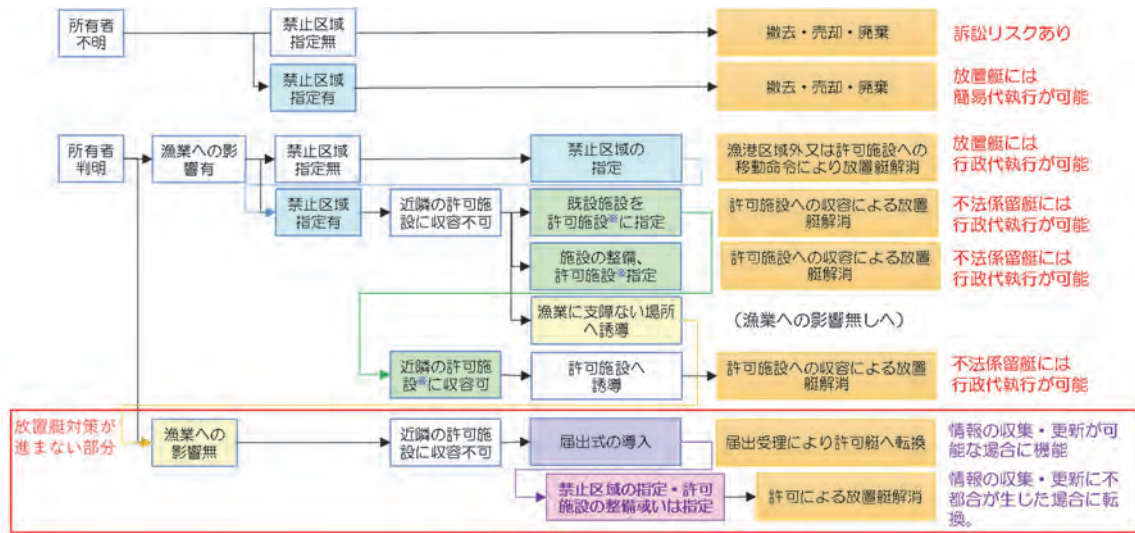 所有者
不明
禁止区域
指定無
撤去・売却・廃棄
訴訟リスクあり
禁止区域
指定有
撤去・売却・廃棄
放置艇には
簡易代執行が可能
所有者
判明
漁業への影
響有
禁止区域
指定無
禁止区域の
指定
漁港区域外又は許可施設への
移動命令により放置艇解消
放置艇には
行政代執行が可能
禁止区域
指定有
近隣の許可施
設に収容不可
既設施設を
許可施設※に指定
許可施設への収容による放置
艇解消
不法係留艇には
行政代執行が可能
施設の整備、
許可施設※指定
許可施設への収容による放置
艇解消
不法係留艇には
行政代執行が可能
漁業に支障ない場所
へ誘導
(漁業への影響無しへ)
近隣の許可施
設※に収容可
許可施設へ
誘導
許可施設への収容による放置
艇解消
不法係留艇には
行政代執行が可能
放置艇対策が
進まない部分
漁業への
影響無
近隣の許可施
設に収容不可
届出式の導入
届出受理により許可艇へ転換
情報の収集・更新が可
能な場合に機能
禁止区域の指定・許可
施設の整備或いは指定
許可による放置艇解消
情報の収集・更新に不
都合が生じた場合に転
換。